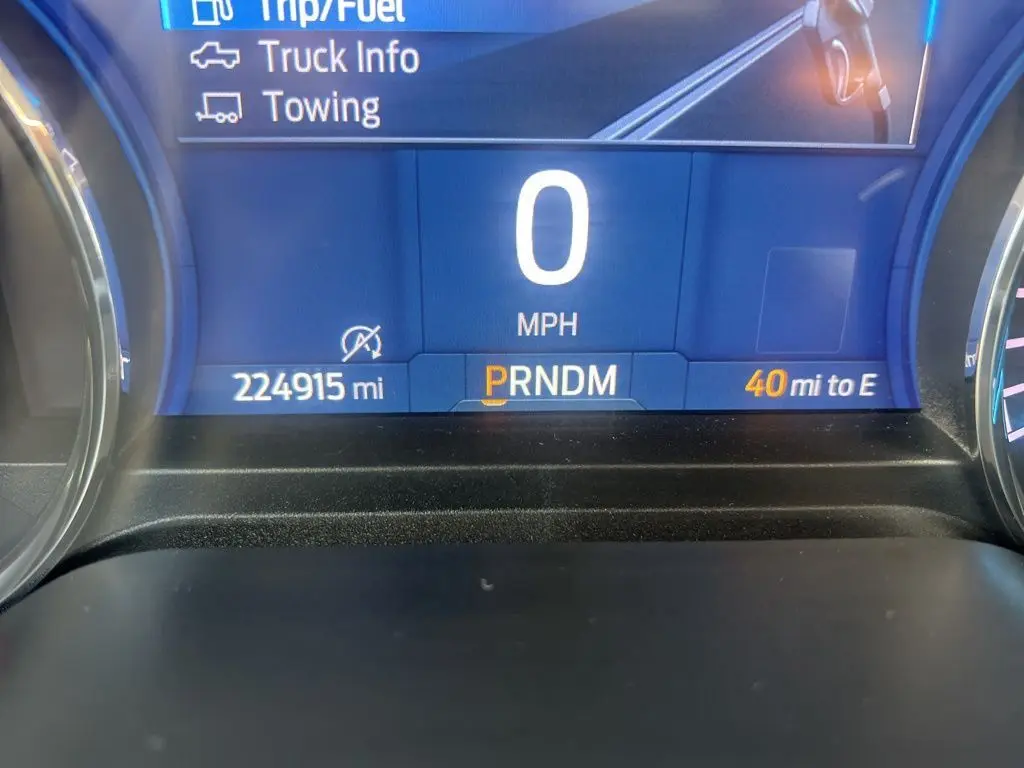 Trip/Fuel
Truck Info
Towing
0
MPH
224915 mi
PRNDM
40 mi to E